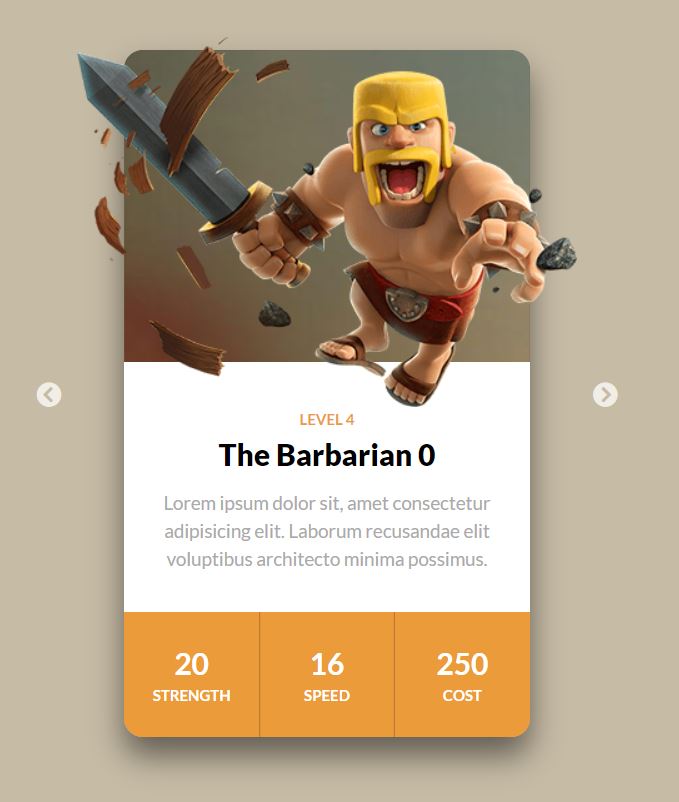 LEVEL 4
The Barbarian 0
Lorem ipsum dolor sit, amet consectetur
adipisicing elit. Laborum recusandae elit
voluptibus architecto minima possimus.
20 16 250
STRENGTH SPEED COST